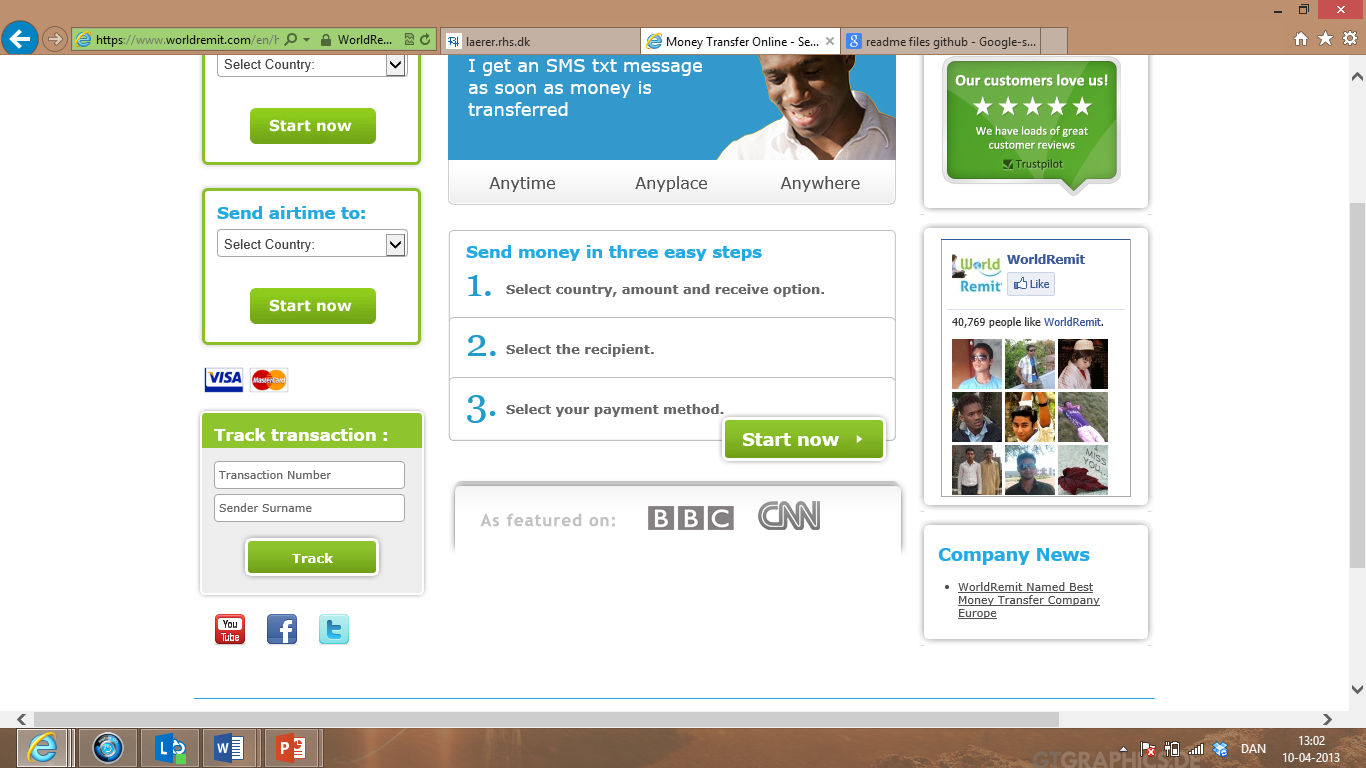 https://www.worldremit.com/en/h
WorldRe...
laerer.rhs.dk
Money Transfer Online - Se...
readme files github - Google-s...
Select Country:
Start now
Send airtime to:
Select Country:
Start now
VISA
MasterCard
Track transaction :
Transaction Number
Sender Surname
Track
You
Tube
I get an SMS txt message
as soon as money is
transferred
Anytime
Anyplace
Anywhere
Send money in three easy steps
1. Select country, amount and receive option.
2. Select the recipient.
3. Select your payment method.
Start now
As featured on:
BBC
CNN
Our customers love us!
We have loads of great
customer reviews
Trustpilot
World
Remit
WorldRemit
Like
40,769 people like WorldRemit.
I MISS
YOU...
Company News
• WorldRemit Named Best
Money Transfer Company
Europe
GTGRAPHICS.DE
DAN
13:02
10-04-2013